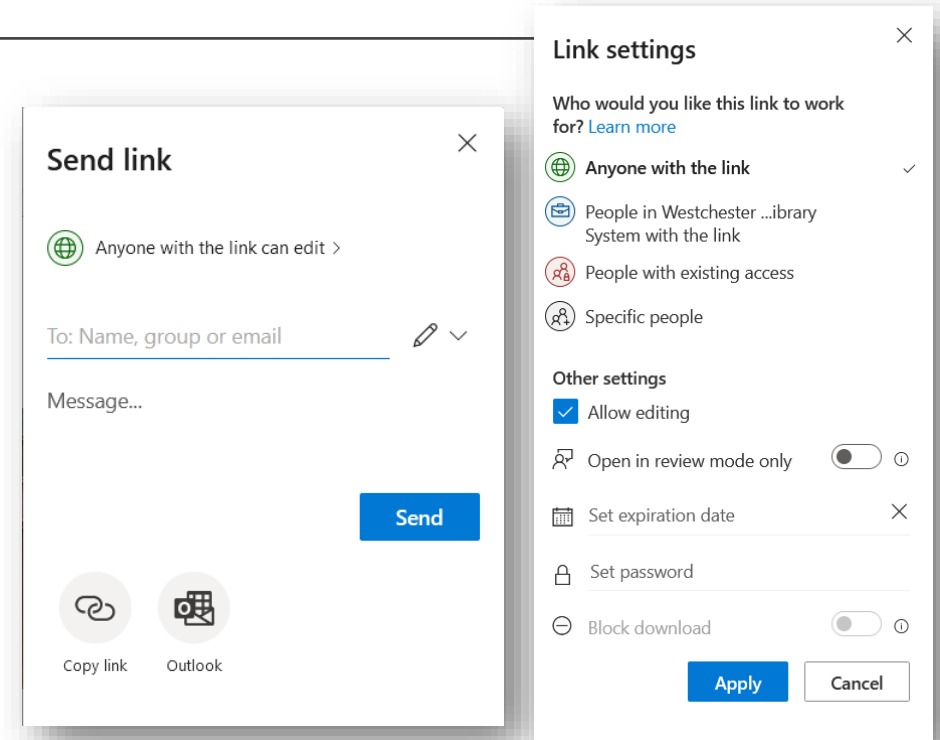 Send link
Anyone with the link can edit >
To: Name, group or email
Message...
Send
Copy link
Outlook
Link settings
Who would you like this link to work
for? Learn more
Anyone with the link
People in Westchester ...ibrary
System with the link
People with existing access
Specific people
Other settings
Allow editing
Open in review mode only
Set expiration date
Set password
Block download
Apply
Cancel